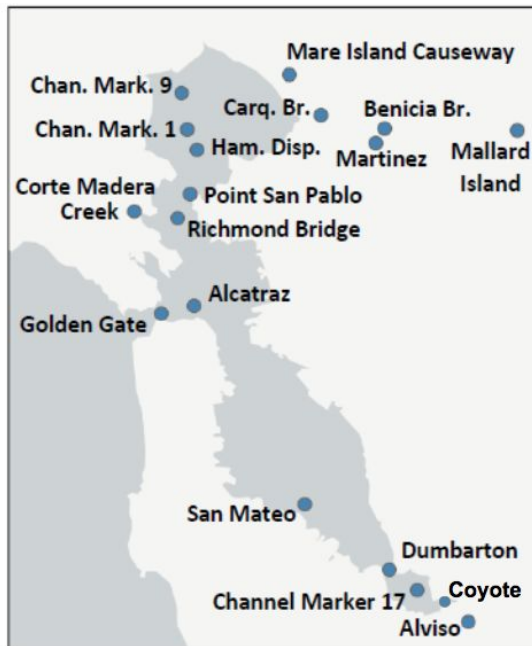 Mare Island Causeway
Chan. Mark. 9
Carq. Br.
Benicia Br.
Chan. Mark. 1
Ham. Disp.
Martinez
Mallard
Island
Corte Madera
Creek
Point San Pablo
Richmond Bridge
Alcatraz
Golden Gate
San Mateo
Dumbarton
Channel Marker 17
Coyote
Alviso